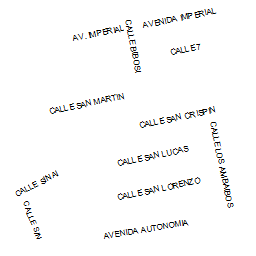 AVENIDA IMPERIAL
AV. IMPERIAL
CALLE BIBOSI
CALLE 7
CALLE SAN MARTIN
CALLE SAN CRISPIN
CALLE LOS AMBAIBOS
CALLE SAN LUCAS
CALLE SINAI
CALLE SAN LORENZO
CALLE S/N
AVENIDA AUTONOMIA